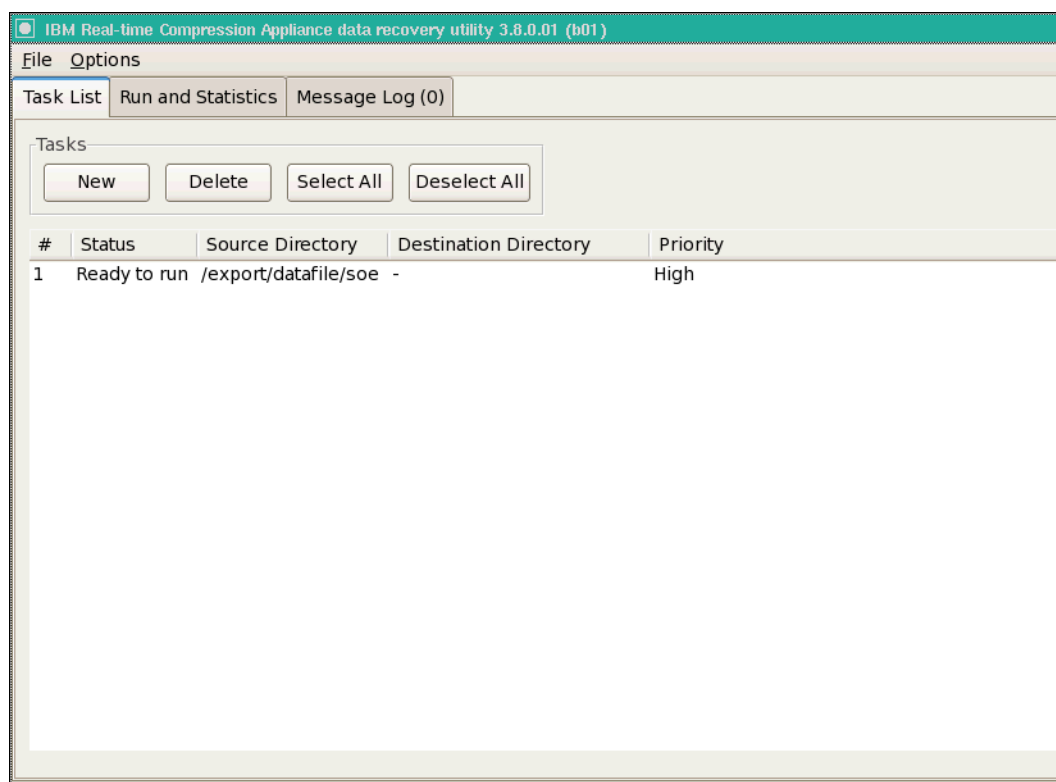 IBM Real-time Compression Appliance data recovery utility 3.8.0.01 (b01)
File Options
Task List Run and Statistics Message Log (0)
Tasks
New Delete Select All Deselect All
# Status Source Directory Destination Directory Priority
1 Ready to run /export/datafile/soe - High